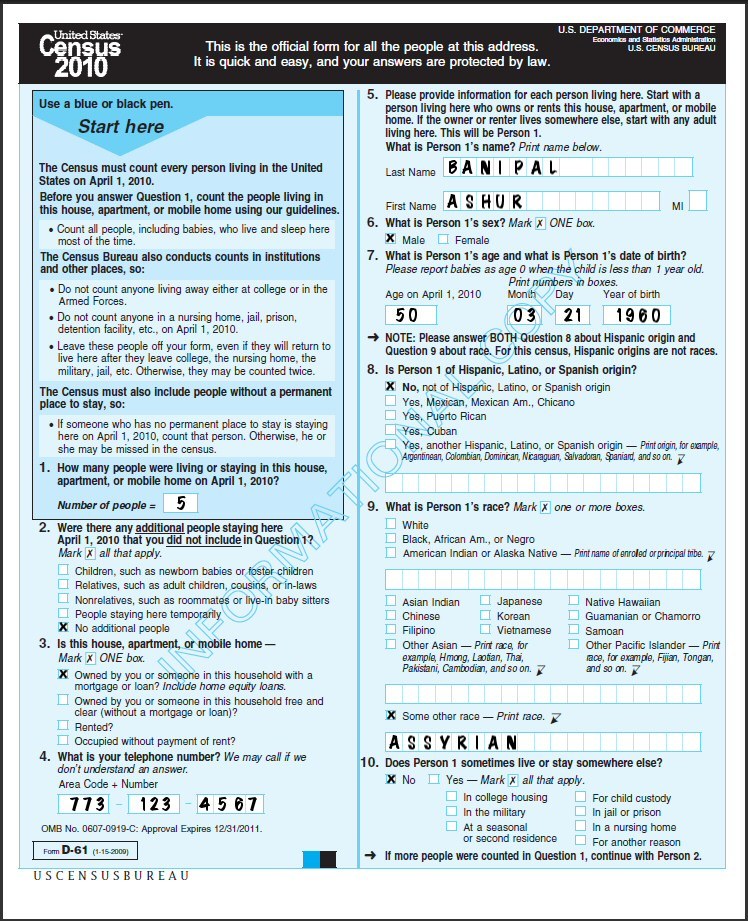 United States
Census
2010
This is the official form for all the people at this address.
It is quick and easy, and your answers are protected by law.
U.S. DEPARTMENT OF COMMERCE
Economics and Statistics Administration
U.S. CENSUS BUREAU
Use a blue or black pen.
Start here
The Census must count every person living in the United
States on April 1, 2010.
Before you answer Question 1, count the people living in
this house, apartment, or mobile home using our guidelines.
• Count all people, including babies, who live and sleep here
most of the time.
The Census Bureau also conducts counts in institutions
and other places, so:
• Do not count anyone living away either at college or in the
Armed Forces.
• Do not count anyone in a nursing home, jail, prison,
detention facility, etc., on April 1, 2010.
• Leave these people off your form, even if they will return to
live here after they leave college, the nursing home, the
military, jail, etc. Otherwise, they may be counted twice.
The Census must also include people without a permanent
place to stay, so:
• If someone who has no permanent place to stay is staying
here on April 1, 2010, count that person. Otherwise, he or
she may be missed in the census.
1. How many people were living or staying in this house,
apartment, or mobile home on April 1, 2010?
Number of people = 5
2. Were there any additional people staying here
April 1, 2010 that you did not include in Question 1?
Mark X all that apply.
Children, such as newborn babies or foster children
Relatives, such as adult children, cousins, or in-laws
Nonrelatives, such as roommates or live-in baby sitters
People staying here temporarily
X No additional people
3. Is this house, apartment, or mobile home —
Mark X ONE box.
X Owned by you or someone in this household with a
mortgage or loan? Include home equity loans.
Owned by you or someone in this household free and
clear (without a mortgage or loan)?
Rented?
Occupied without payment of rent?
4. What is your telephone number? We may call if we
don't understand an answer.
Area Code + Number
773 – 123 – 4567
OMB No. 0607-0919-C: Approval Expires 12/31/2011.
Form D-61 (1-15-2009)
USCENSUSBUREAU
5. Please provide information for each person living here. Start with a
person living here who owns or rents this house, apartment, or mobile
home. If the owner or renter lives somewhere else, start with any adult
living here. This will be Person 1.
What is Person 1's name? Print name below.
Last Name BANIPAL
First Name ASHUR MI
6. What is Person 1's sex? Mark X ONE box.
X Male Female
7. What is Person 1's age and what is Person 1's date of birth?
Please report babies as age 0 when the child is less than 1 year old.
Print numbers in boxes.
Age on April 1, 2010 Month Day Year of birth
50 03 21 1960
➜ NOTE: Please answer BOTH Question 8 about Hispanic origin and
Question 9 about race. For this census, Hispanic origins are not races.
8. Is Person 1 of Hispanic, Latino, or Spanish origin?
X No, not of Hispanic, Latino, or Spanish origin
Yes, Mexican, Mexican Am., Chicano
Yes, Puerto Rican
Yes, Cuban
Yes, another Hispanic, Latino, or Spanish origin — Print origin, for example,
Argentinean, Colombian, Dominican, Nicaraguan, Salvadoran, Spaniard, and so on.
9. What is Person 1's race? Mark X one or more boxes.
White
Black, African Am., or Negro
American Indian or Alaska Native — Print name of enrolled or principal tribe.
Asian Indian Japanese Native Hawaiian
Chinese Korean Guamanian or Chamorro
Filipino Vietnamese Samoan
Other Asian — Print race, for Other Pacific Islander — Print
example, Hmong, Laotian, Thai, race, for example, Fijian, Tongan,
Pakistani, Cambodian, and so on. and so on.
X Some other race — Print race.
ASSYRIAN
10. Does Person 1 sometimes live or stay somewhere else?
X No Yes — Mark X all that apply.
In college housing For child custody
In the military In jail or prison
At a seasonal In a nursing home
or second residence For another reason
➜ If more people were counted in Question 1, continue with Person 2.
INFORMATIONAL COPY